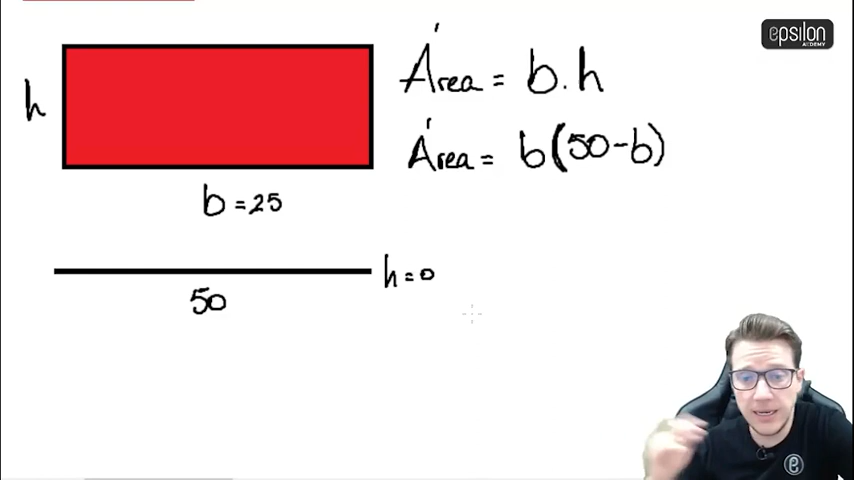 epsilon
ACADEMY
h
Área = b.h
Área = b(50-b)
b = 25
h = 0
50